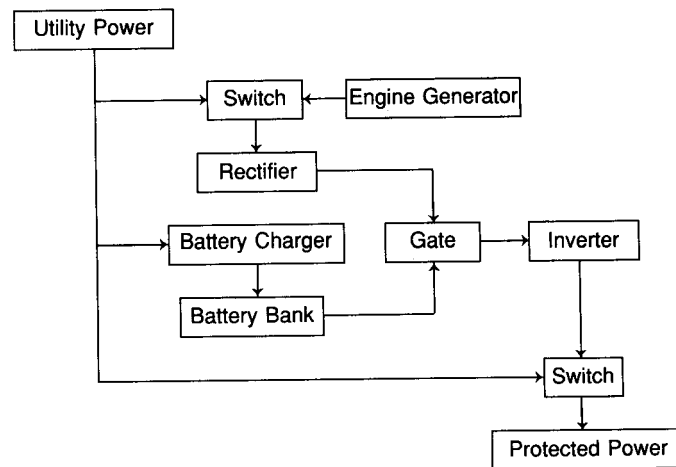 Utility Power
Switch
Engine Generator
Rectifier
Battery Charger
Gate
Inverter
Battery Bank
Switch
Protected Power